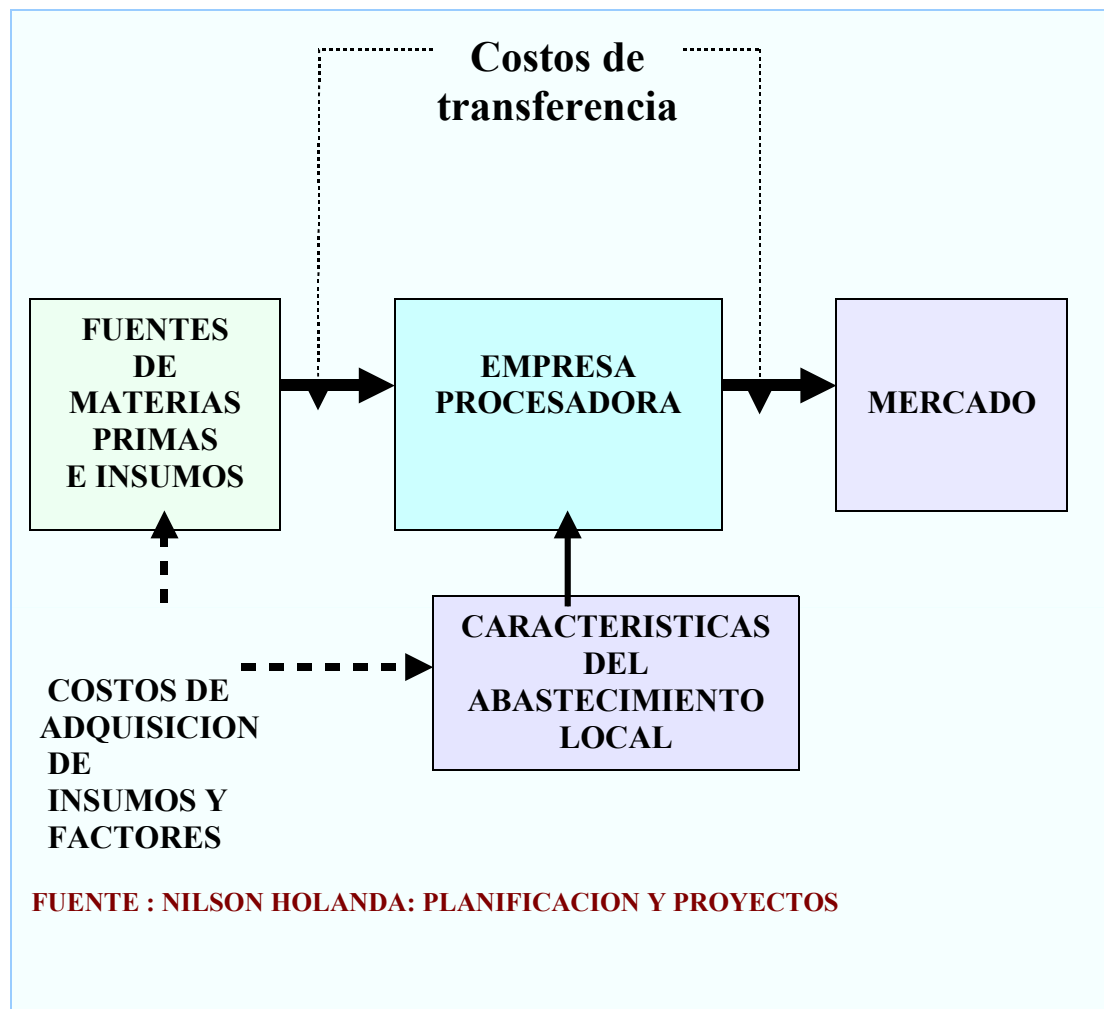 Costos de
transferencia
FUENTES
DE
MATERIAS
PRIMAS
E INSUMOS
EMPRESA
PROCESADORA
MERCADO
CARACTERISTICAS
DEL
ABASTECIMIENTO
LOCAL
COSTOS DE
ADQUISICION
DE
INSUMOS Y
FACTORES
FUENTE : NILSON HOLANDA: PLANIFICACION Y PROYECTOS